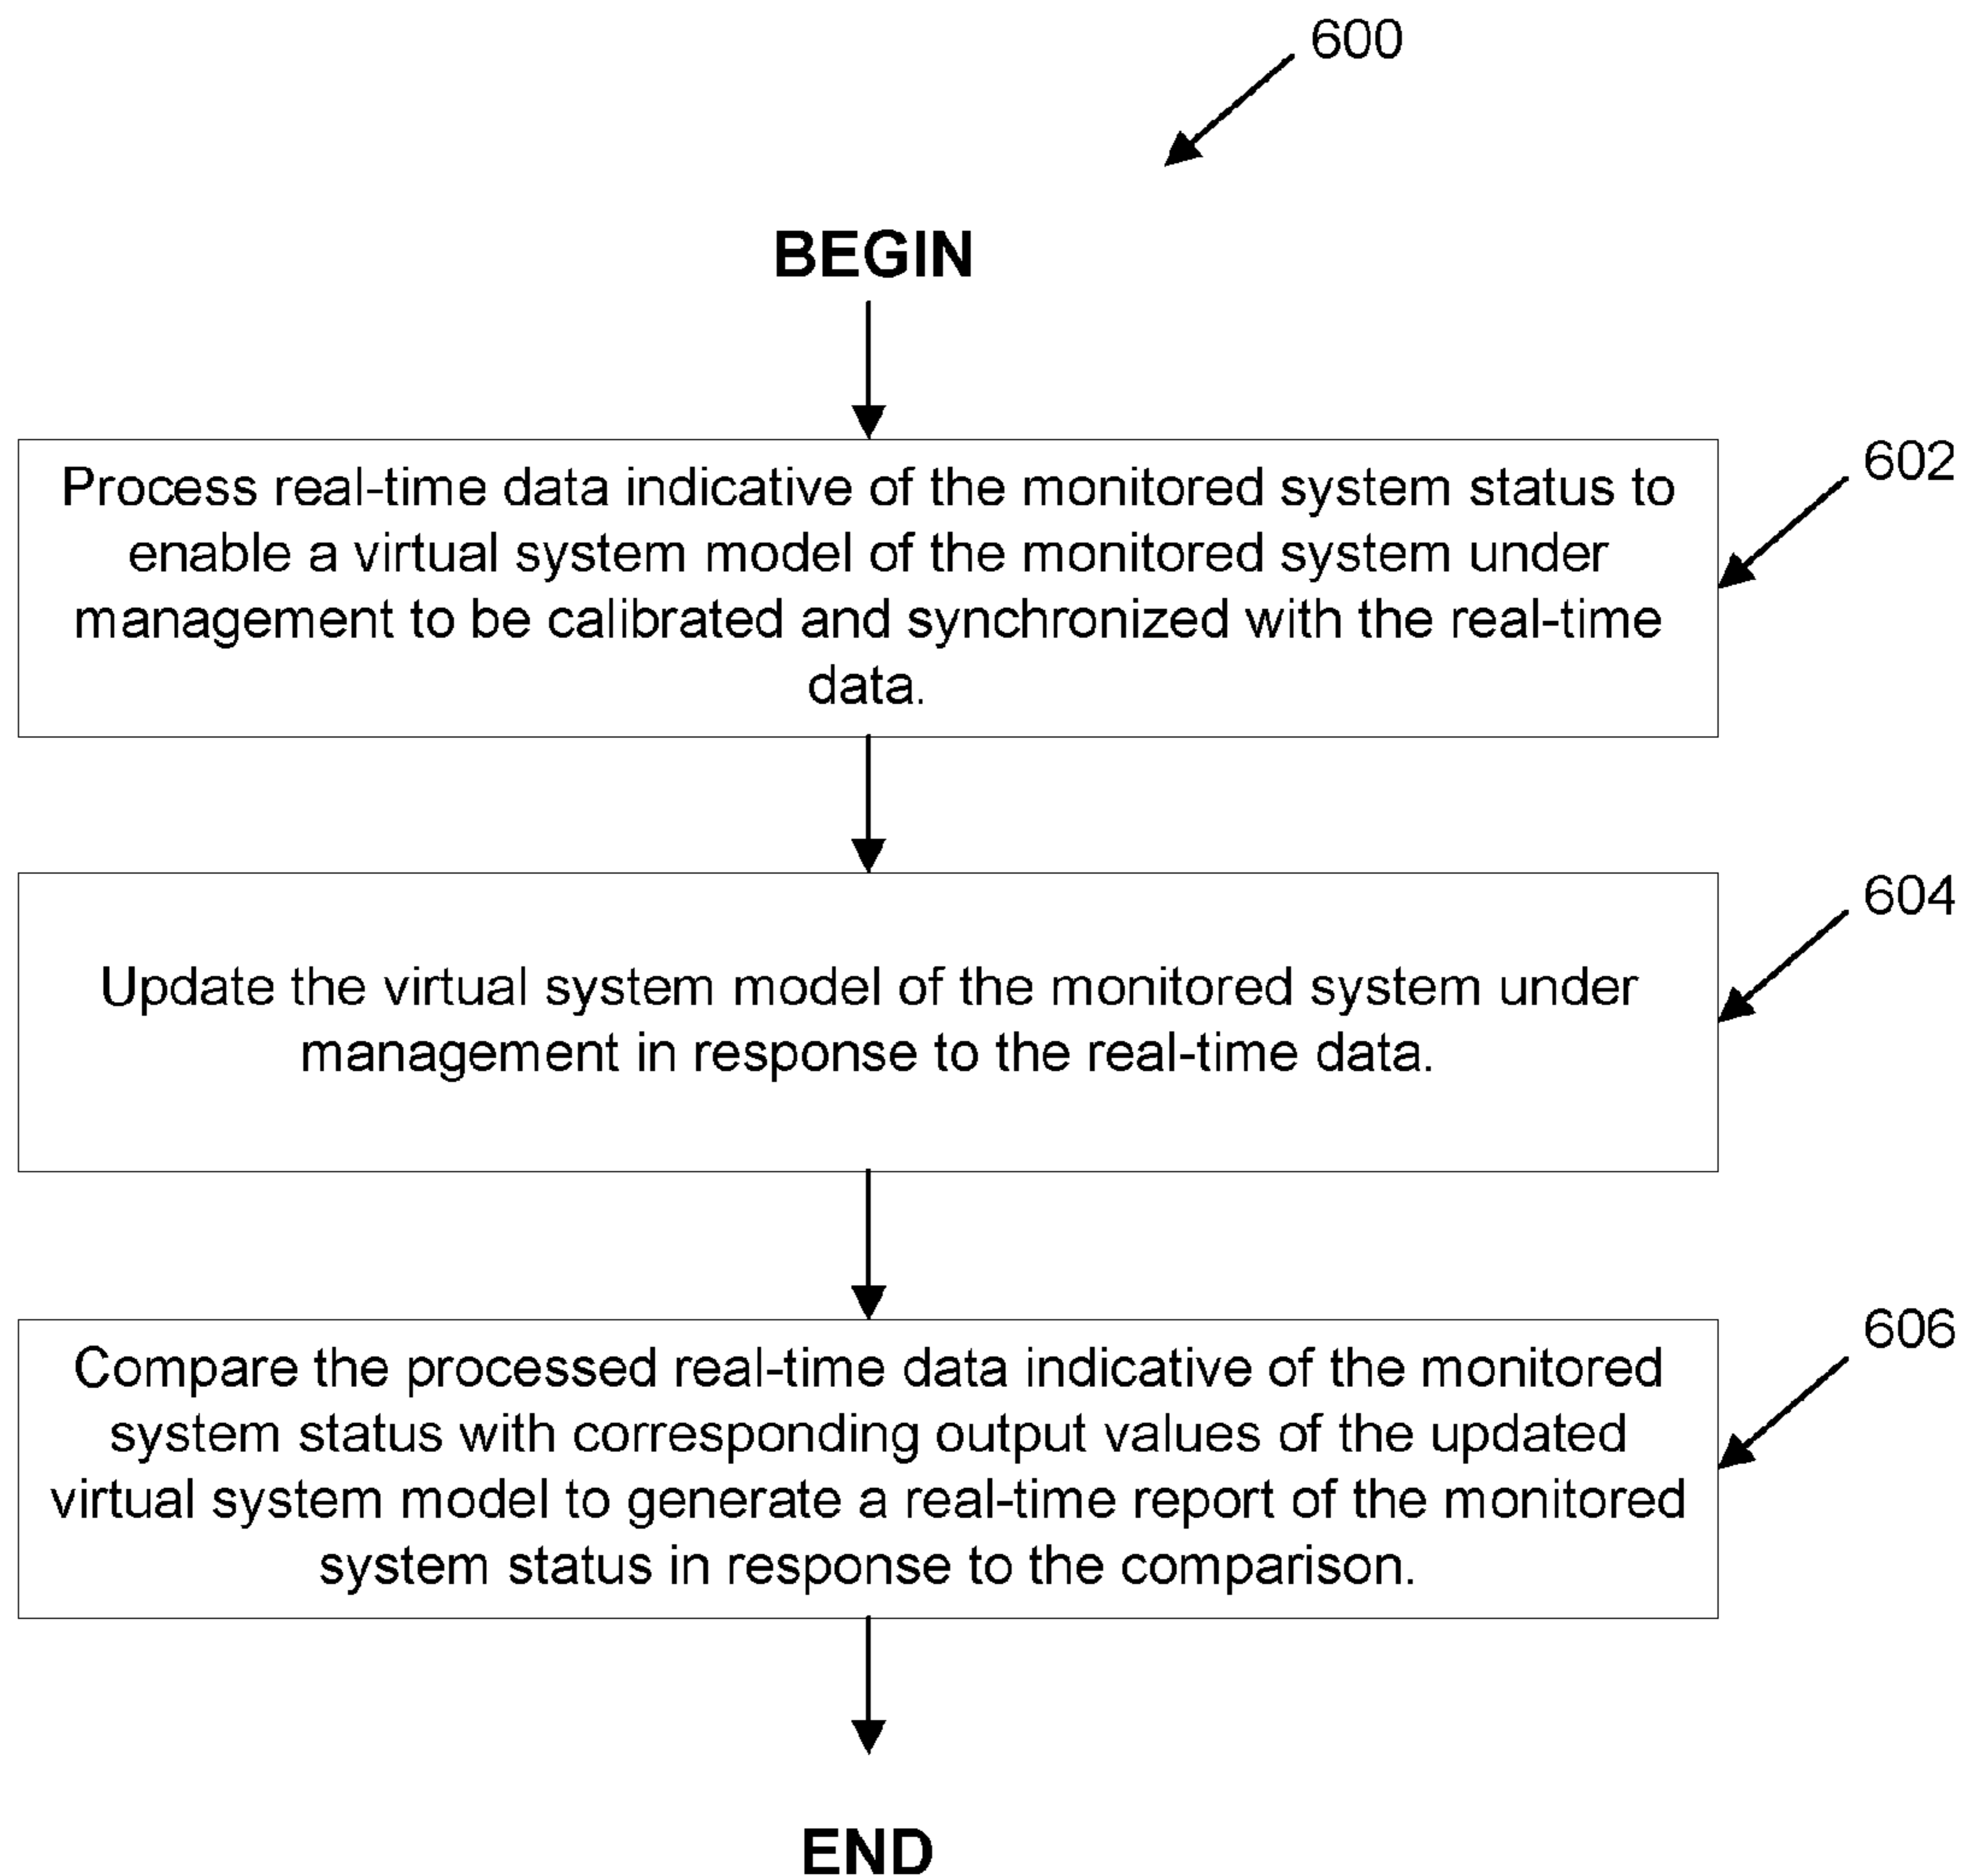 600
BEGIN
Process real-time data indicative of the monitored system status to
enable a virtual system model of the monitored system under
management to be calibrated and synchronized with the real-time
data.
602
Update the virtual system model of the monitored system under
management in response to the real-time data.
604
Compare the processed real-time data indicative of the monitored
system status with corresponding output values of the updated
virtual system model to generate a real-time report of the monitored
system status in response to the comparison.
606
END